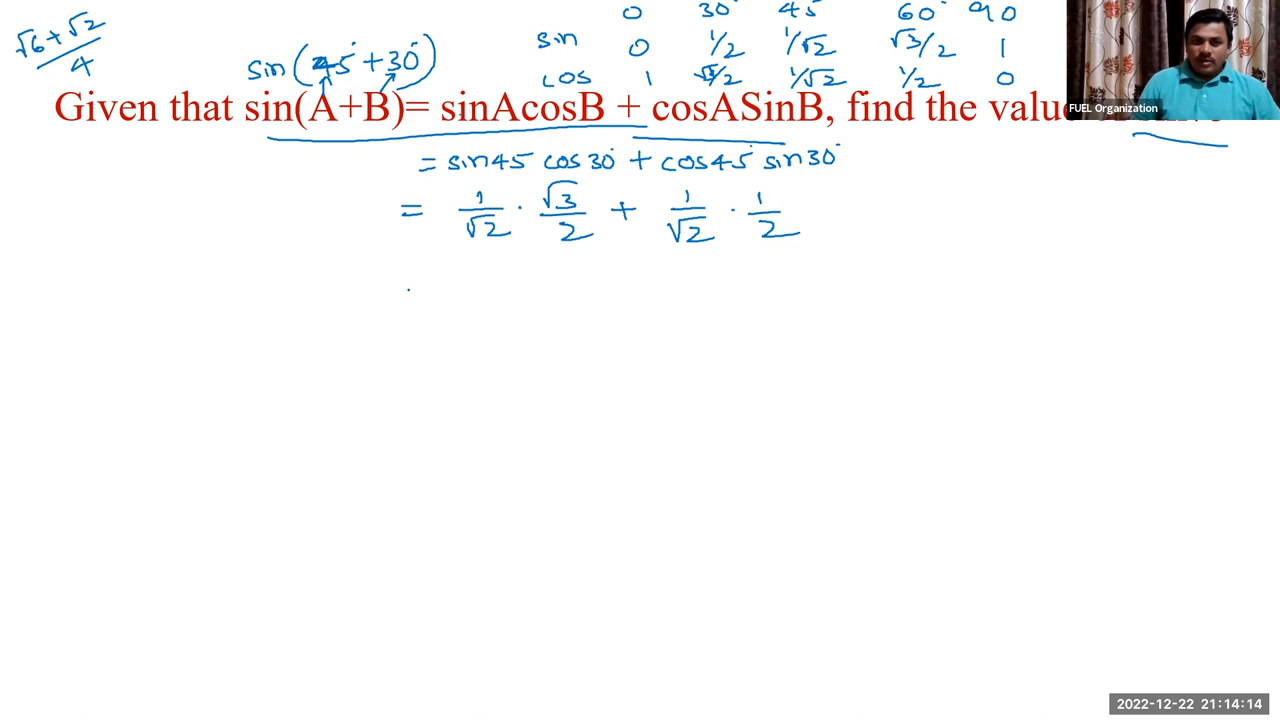 0 30° 45 60° 90
sin 0 1/2 1/√2 √3/2 1
cos 1 √3/2 1/√2 1/2 0
√6+√2/4
sin(45°+30°)
Given that sin(A+B)= sinAcosB + cosASinB, find the value
FUEL Organization
= sin45 cos30° + cos45° sin30°
= 1/√2 · √3/2 + 1/√2 · 1/2
2022-12-22 21:14:14